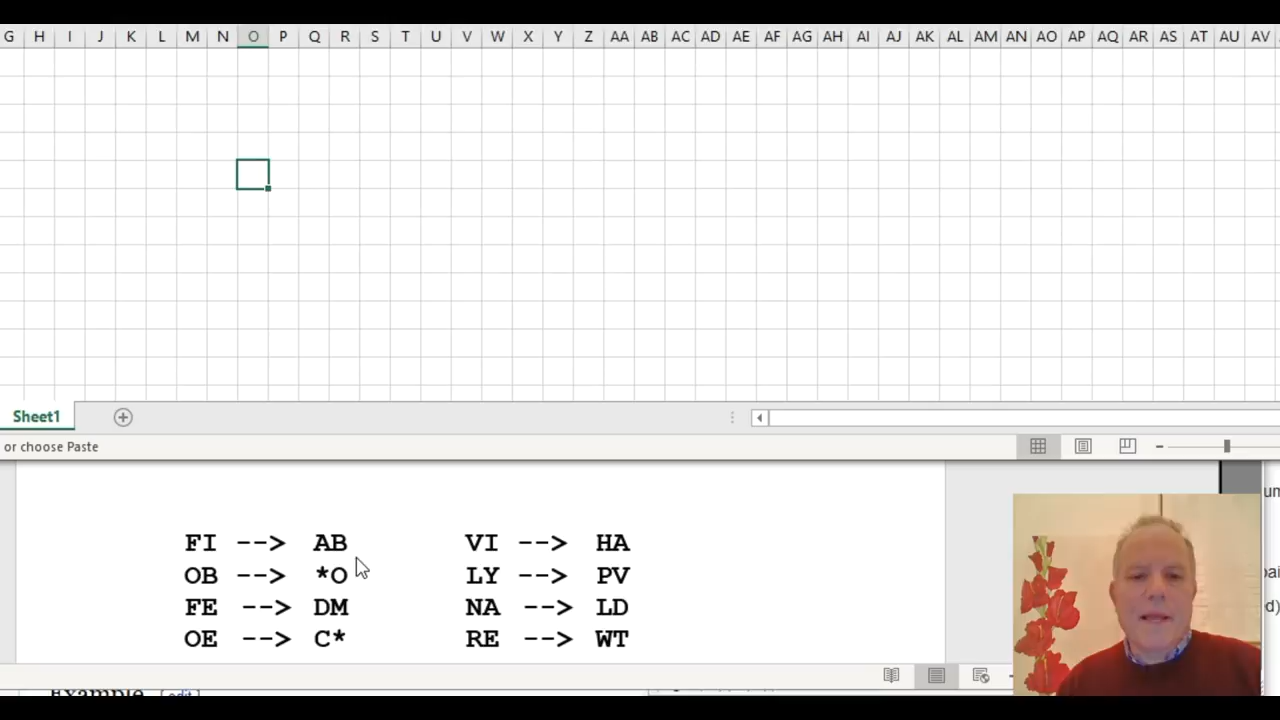 G H I J K L M N O P Q R S T U V W X Y Z AA AB AC AD AE AF AG AH AI AJ AK AL AM AN AO AP AQ AR AS AT AU AV
Sheet1
or choose Paste
FI --> AB VI --> HA
OB --> *O LY --> PV
FE --> DM NA --> LD
OE --> C* RE --> WT
Example [edit]